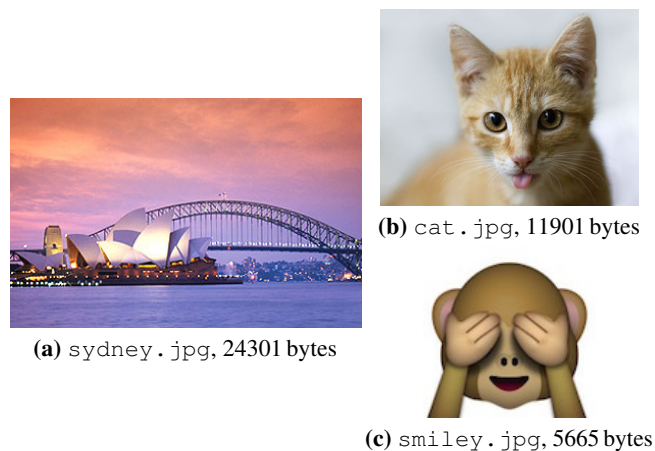 (b) cat.jpg, 11901 bytes
(a) sydney.jpg, 24301 bytes
(c) smiley.jpg, 5665 bytes